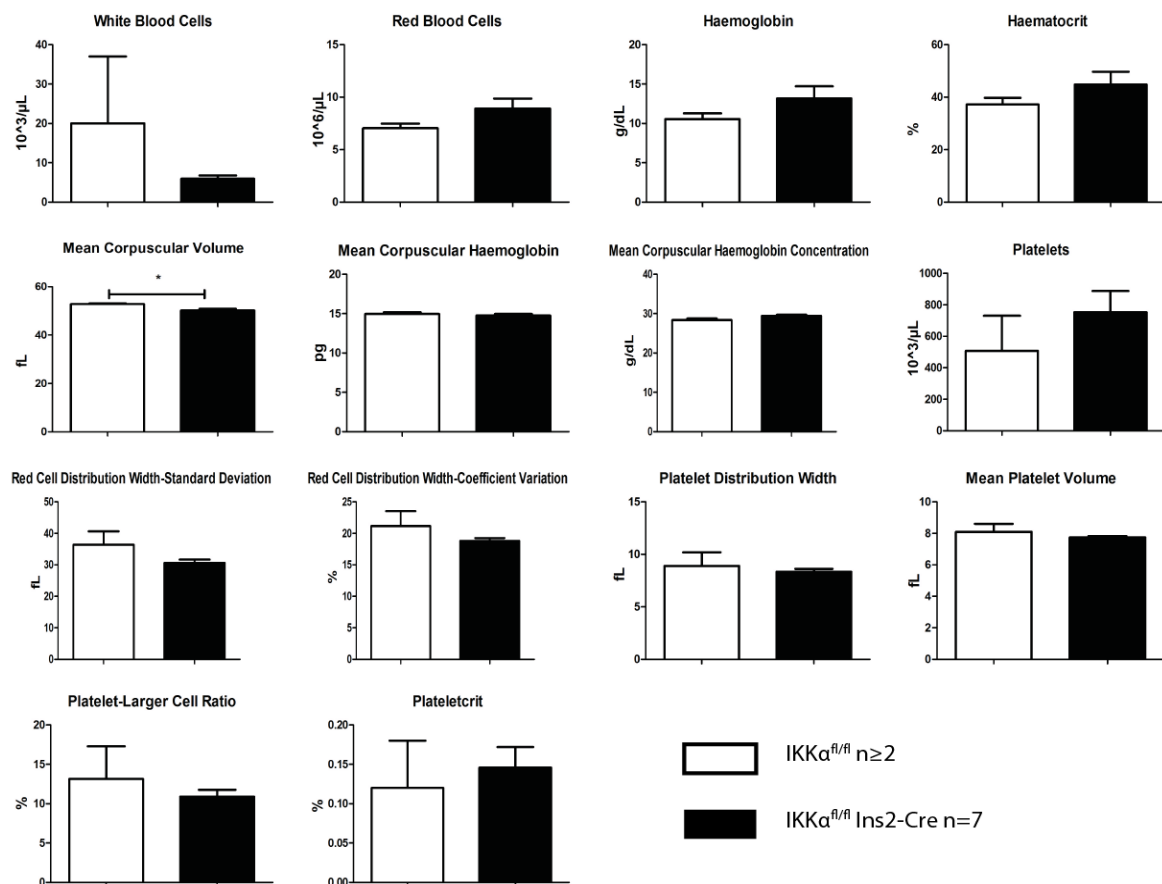 White Blood Cells
40
30
20
10
0
10^3/µL
Red Blood Cells
15
10
5
0
10^6/µL
Haemoglobin
20
15
10
5
0
g/dL
Haematocrit
60
40
20
0
%
Mean Corpuscular Volume
*
60
40
20
0
fL
Mean Corpuscular Haemoglobin
20
15
10
5
0
pg
Mean Corpuscular Haemoglobin Concentration
40
30
20
10
0
g/dL
Platelets
1000
800
600
400
200
0
10^3/µL
Red Cell Distribution Width-Standard Deviation
50
40
30
20
10
0
fL
Red Cell Distribution Width-Coefficient Variation
25
20
15
10
5
0
%
Platelet Distribution Width
15
10
5
0
fL
Mean Platelet Volume
10
8
6
4
2
0
fL
Platelet-Larger Cell Ratio
20
15
10
5
0
%
Plateletcrit
0.20
0.15
0.10
0.05
0.00
%
IKKα^fl/fl n≥2
IKKα^fl/fl Ins2-Cre n=7